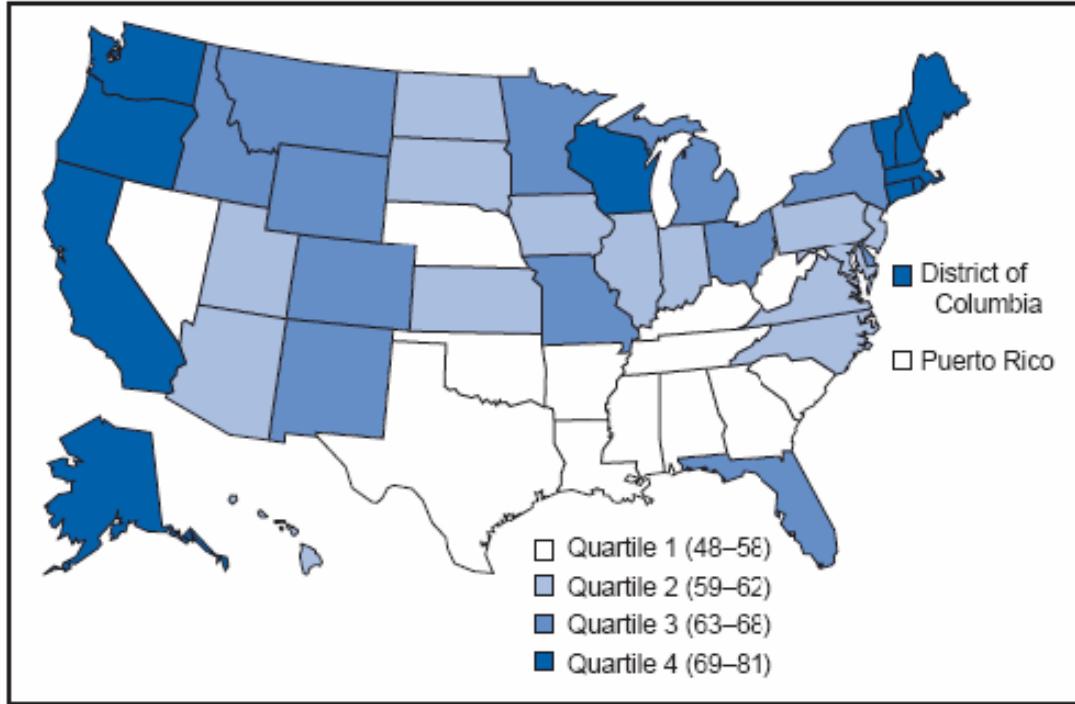 District of
Columbia
Puerto Rico
Quartile 1 (48–58)
Quartile 2 (59–62)
Quartile 3 (63–68)
Quartile 4 (69–81)